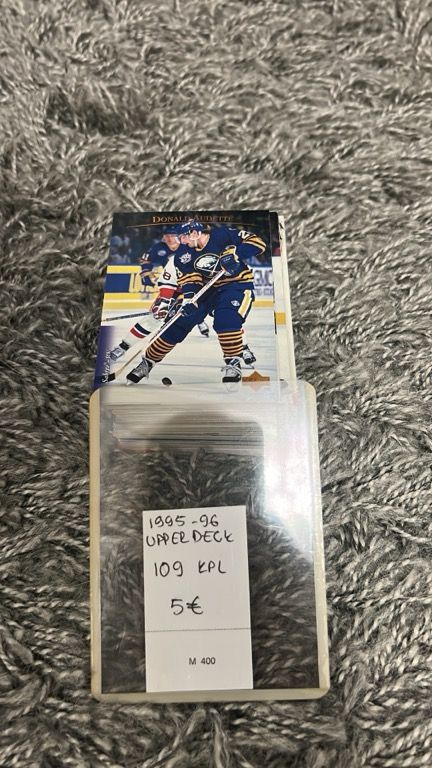 DONALD AUDETTE
1995-96
UPPER DECK
109 KPL
5€
M 400